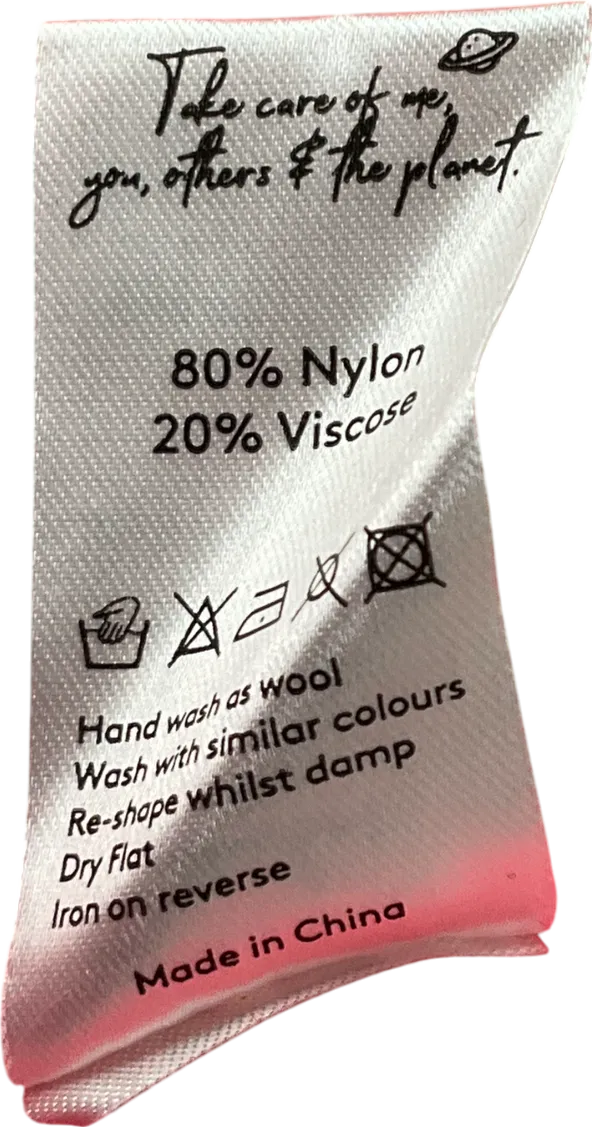 Take care of me,
you, others & the planet.
80% Nylon
20% Viscose
Hand wash as wool
Wash with similar colours
Re-shape whilst damp
Dry Flat
Iron on reverse
Made in China